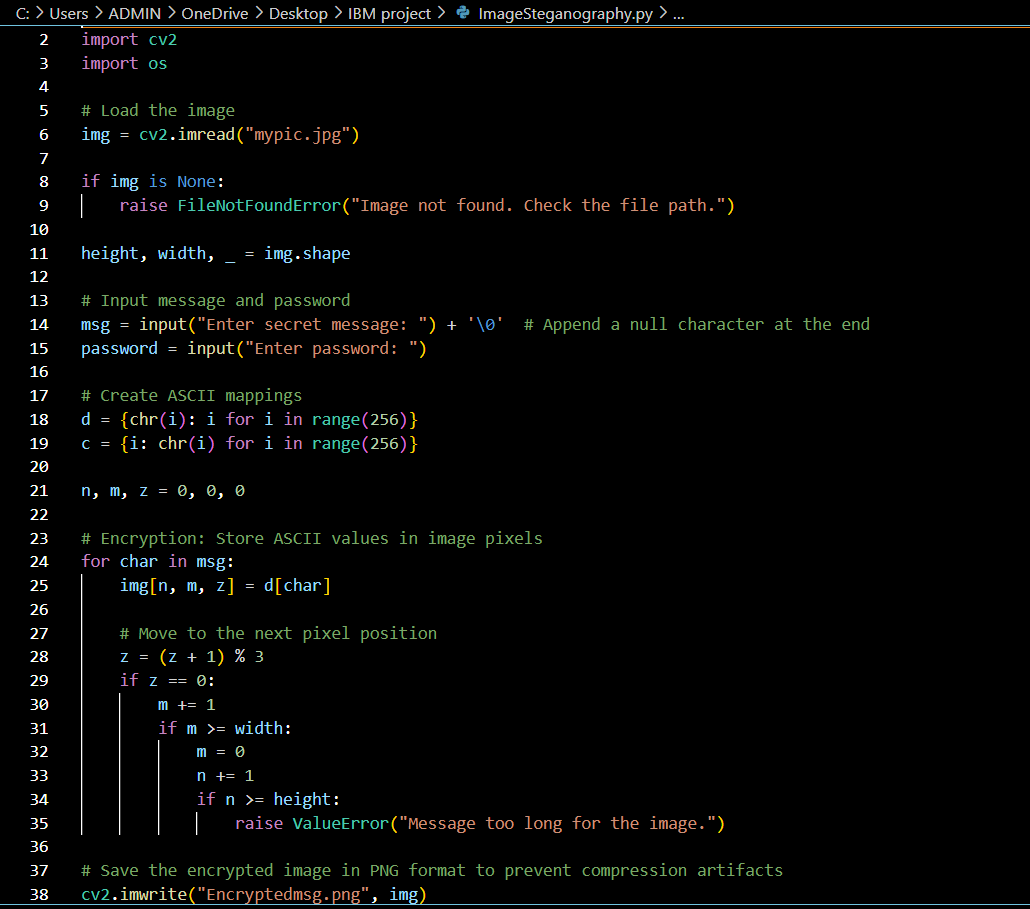 C: > Users > ADMIN > OneDrive > Desktop > IBM project > ImageSteganography.py > ...
2 import cv2
3 import os
4
5 # Load the image
6 img = cv2.imread("mypic.jpg")
7
8 if img is None:
9     raise FileNotFoundError("Image not found. Check the file path.")
10
11 height, width, _ = img.shape
12
13 # Input message and password
14 msg = input("Enter secret message: ") + '\0'  # Append a null character at the end
15 password = input("Enter password: ")
16
17 # Create ASCII mappings
18 d = {chr(i): i for i in range(256)}
19 c = {i: chr(i) for i in range(256)}
20
21 n, m, z = 0, 0, 0
22
23 # Encryption: Store ASCII values in image pixels
24 for char in msg:
25     img[n, m, z] = d[char]
26
27     # Move to the next pixel position
28     z = (z + 1) % 3
29     if z == 0:
30         m += 1
31         if m >= width:
32             m = 0
33             n += 1
34             if n >= height:
35                 raise ValueError("Message too long for the image.")
36
37 # Save the encrypted image in PNG format to prevent compression artifacts
38 cv2.imwrite("Encryptedmsg.png", img)